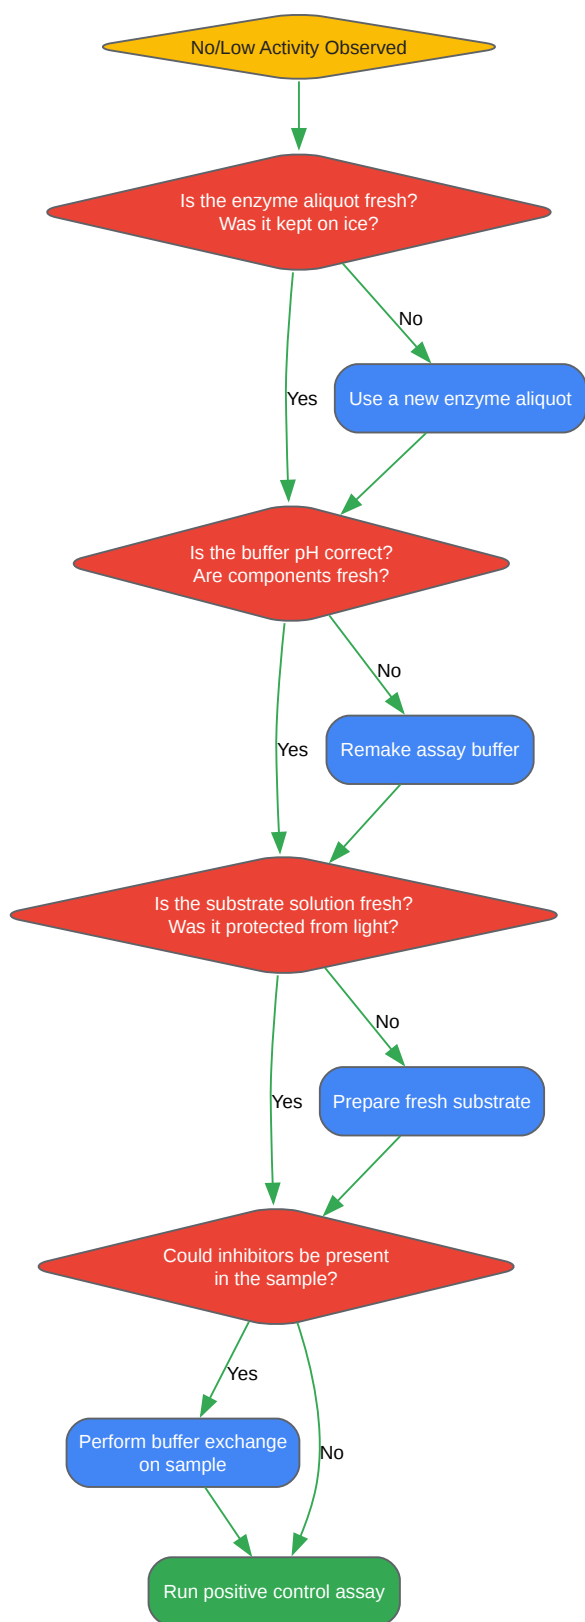 No/Low Activity Observed
Is the enzyme aliquot fresh?
Was it kept on ice?
No
Yes
Use a new enzyme aliquot
Is the buffer pH correct?
Are components fresh?
No
Yes
Remake assay buffer
Is the substrate solution fresh?
Was it protected from light?
No
Yes
Prepare fresh substrate
Could inhibitors be present
in the sample?
Yes
Perform buffer exchange
on sample
No
Run positive control assay